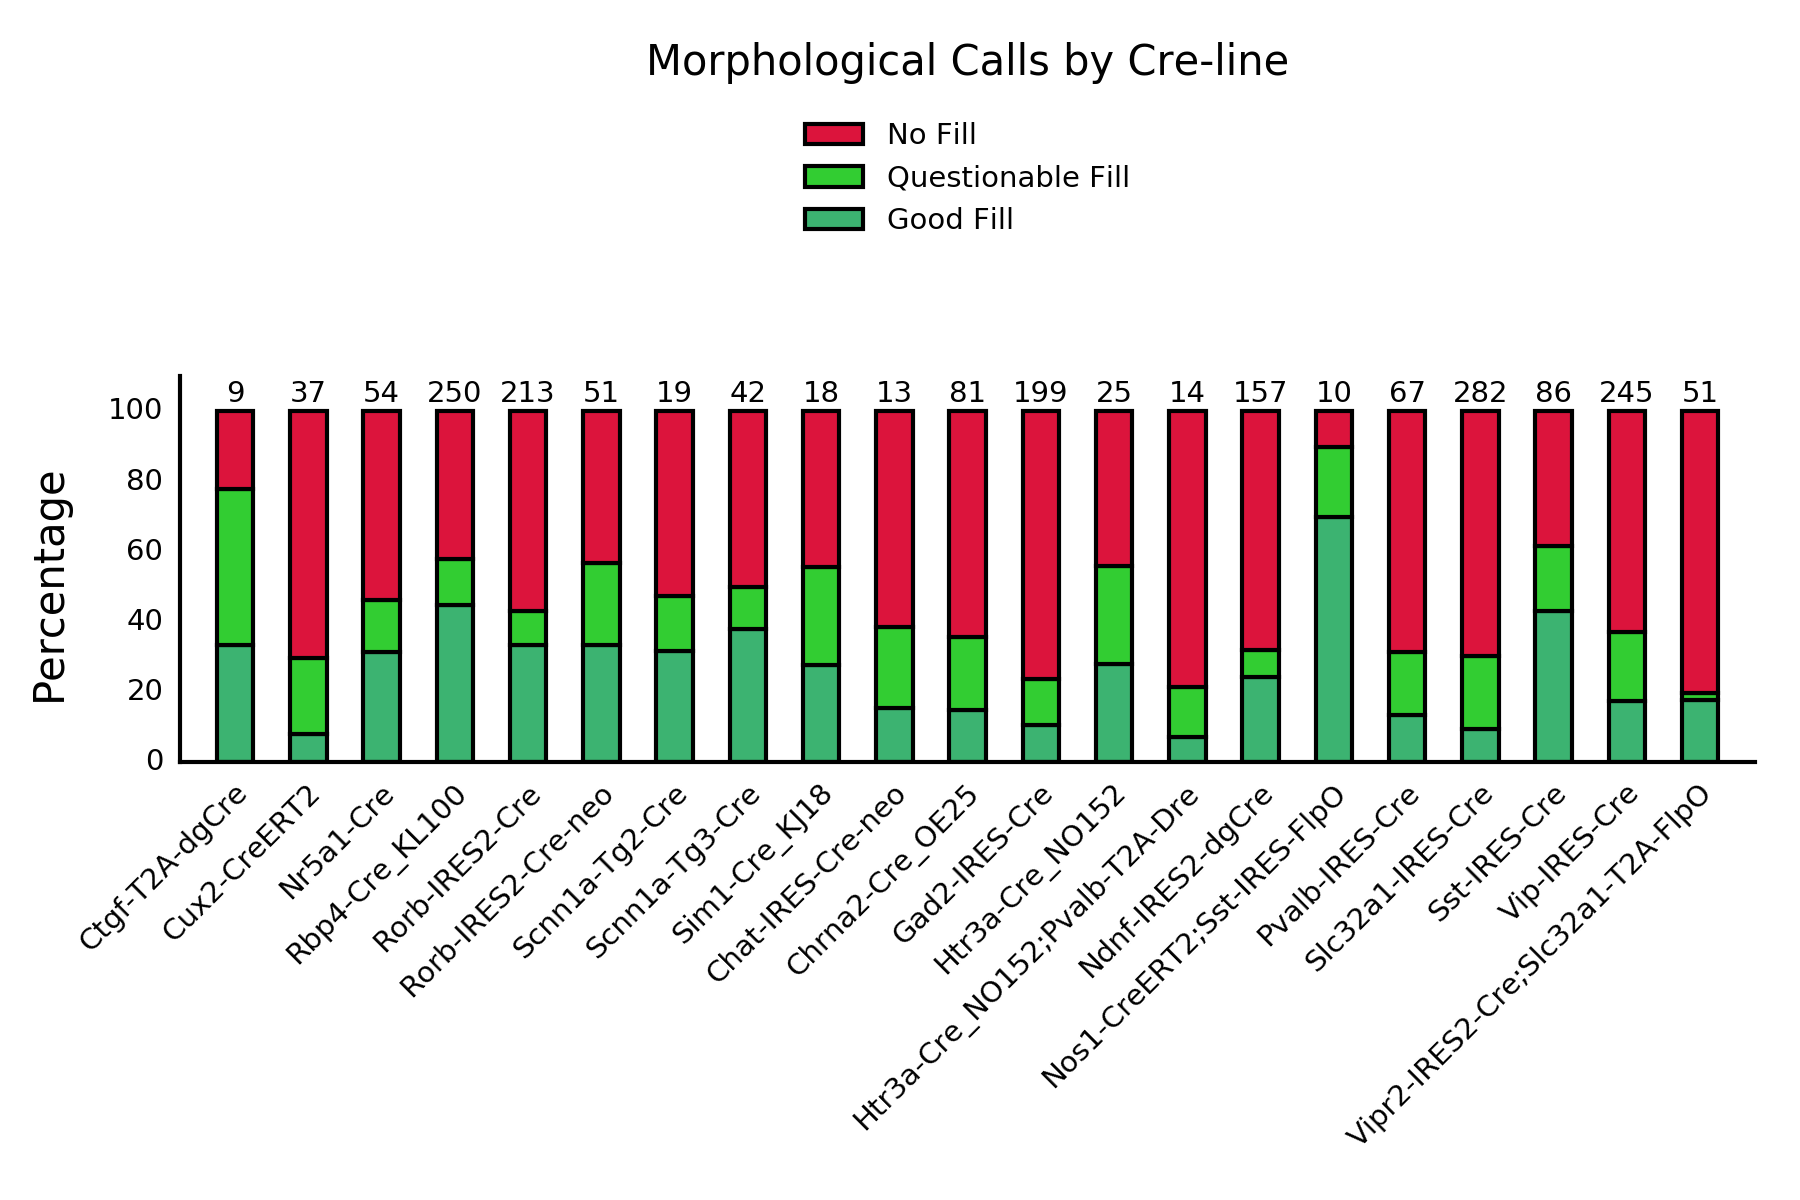 Morphological Calls by Cre-line
No Fill
Questionable Fill
Good Fill
9 37 54 250 213 51 19 42 18 13 81 199 25 14 157 10 67 282 86 245 51
100
80
60
40
20
0
Percentage
Ctgf-T2A-dgCre
Cux2-CreERT2
Nr5a1-Cre
Rbp4-Cre_KL100
Rorb-IRES2-Cre
Rorb-IRES2-Cre-neo
Scnn1a-Tg2-Cre
Scnn1a-Tg3-Cre
Sim1-Cre_KJ18
Chat-IRES-Cre-neo
Chrna2-Cre_OE25
Gad2-IRES-Cre
Htr3a-Cre_NO152
Htr3a-Cre_NO152;Pvalb-T2A-Dre
Ndnf-IRES2-dgCre
Nos1-CreERT2;Sst-IRES-FlpO
Pvalb-IRES-Cre
Slc32a1-IRES-Cre
Sst-IRES-Cre
Vip-IRES-Cre
Vipr2-IRES2-Cre;Slc32a1-T2A-FlpO